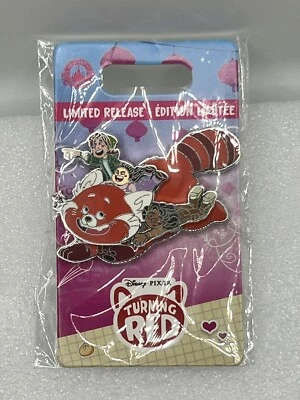 LIMITED RELEASE • ÉDITION LIMITÉE
Disney • PIXAR
TURNING
RED